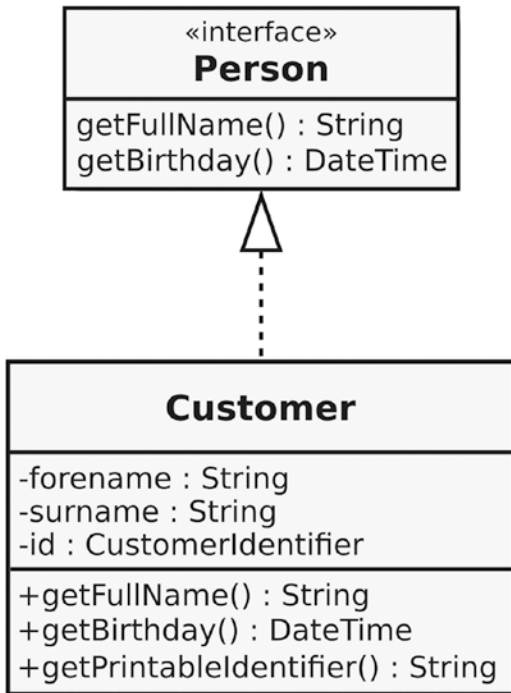 «interface»
Person
getFullName() : String
getBirthday() : DateTime
Customer
-forename : String
-surname : String
-id : CustomerIdentifier
+getFullName() : String
+getBirthday() : DateTime
+getPrintableIdentifier() : String